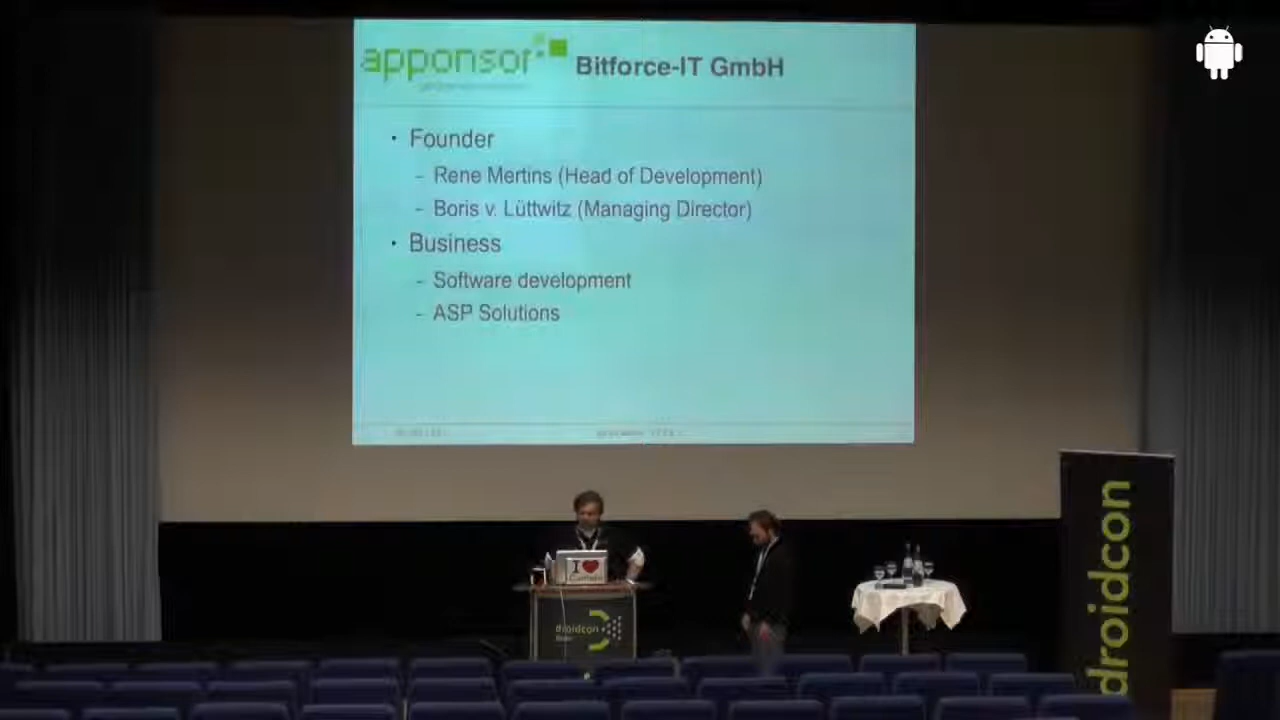 apponsor
Bitforce-IT GmbH
• Founder
- Rene Mertins (Head of Development)
- Boris v. Lüttwitz (Managing Director)
• Business
- Software development
- ASP Solutions
I
droidcon
droidcon